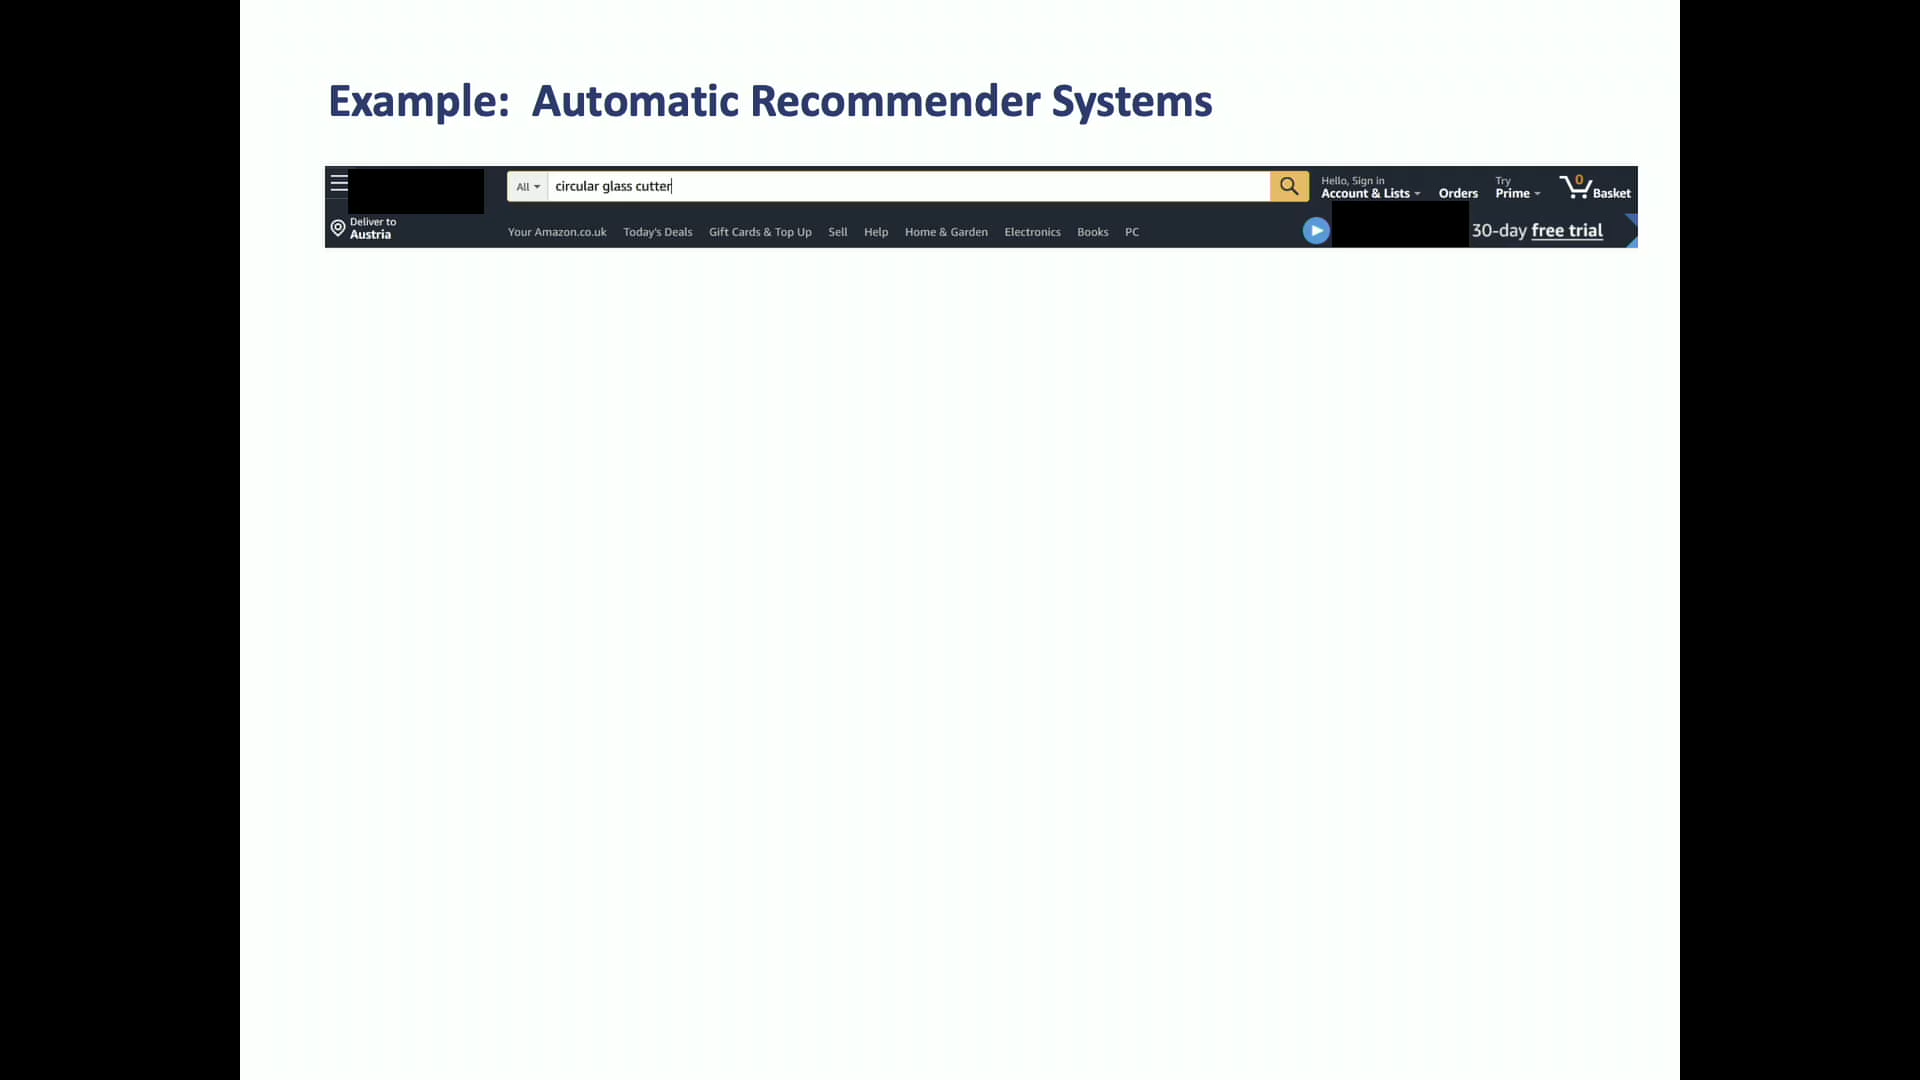 Example: Automatic Recommender Systems
All circular glass cutter
Hello, Sign in
Account & Lists
Orders
Try
Prime
0
Basket
Deliver to
Austria
Your Amazon.co.uk Today's Deals Gift Cards & Top Up Sell Help Home & Garden Electronics Books PC
30-day free trial